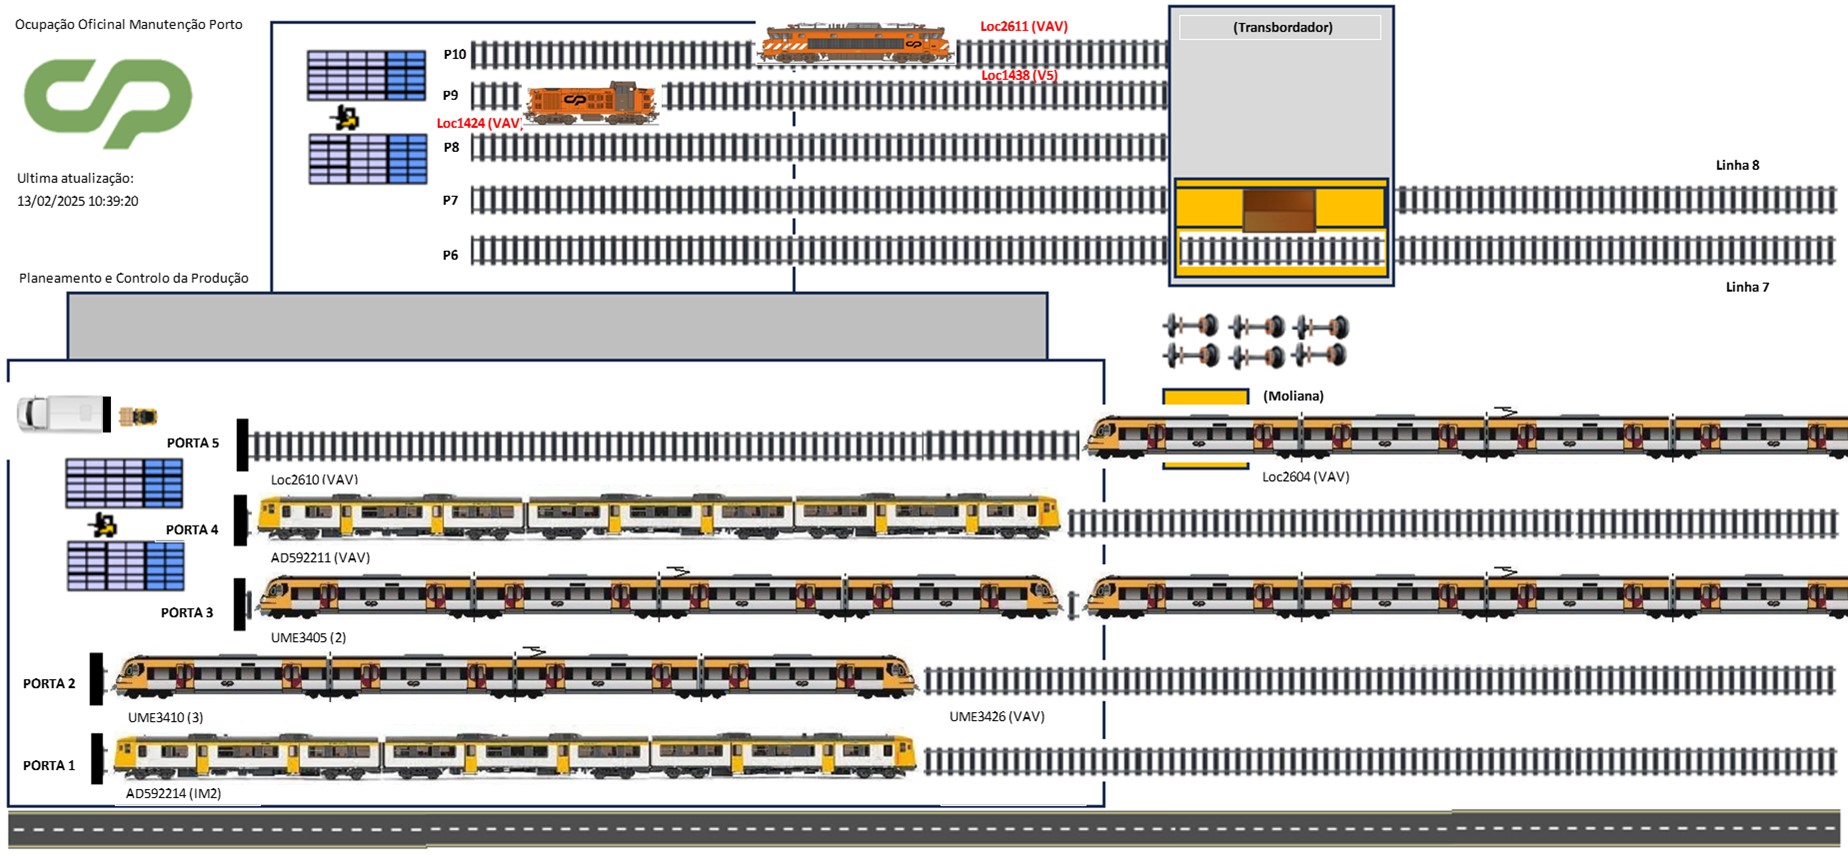 Ocupação Oficinal Manutenção Porto
Loc2611 (VAV)
(Transbordador)
P10
Loc1438 (V5)
P9
Loc1424 (VAV)
P8
Linha 8
Ultima atualização:
13/02/2025 10:39:20
P7
P6
Planeamento e Controlo da Produção
Linha 7
(Moliana)
PORTA 5
Loc2610 (VAV)
Loc2604 (VAV)
PORTA 4
AD592211 (VAV)
PORTA 3
UME3405 (2)
PORTA 2
UME3410 (3)
UME3426 (VAV)
PORTA 1
AD592214 (IM2)